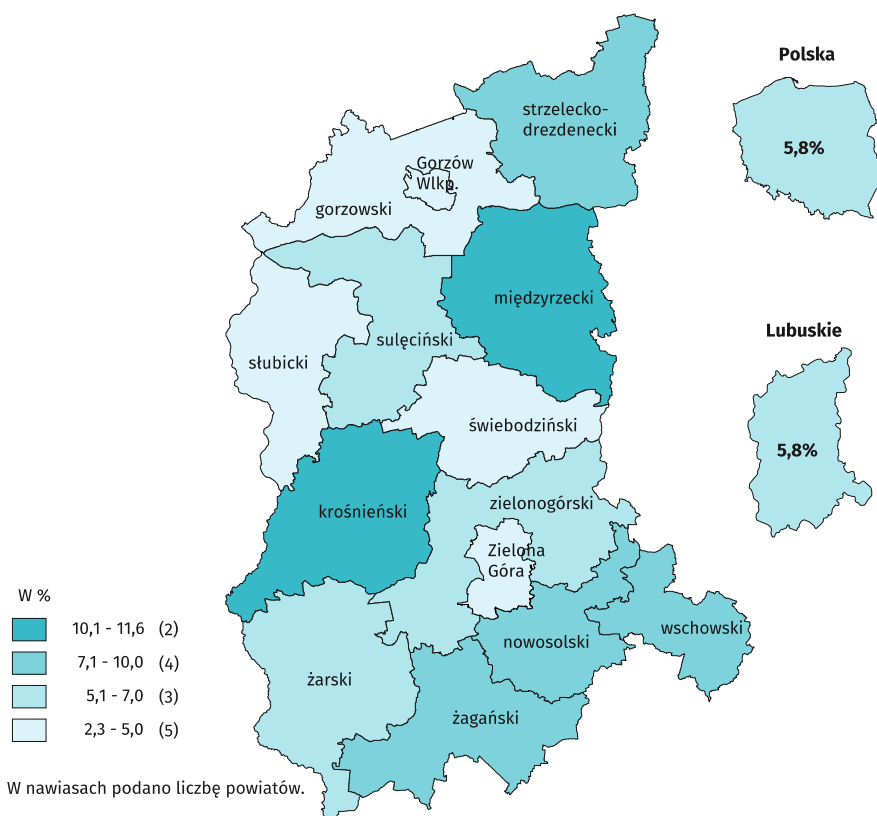 Polska
5,8%
strzelecko-
drezdenecki
Gorzów
Wlkp.
gorzowski
międzyrzecki
sulęciński
słubicki
Lubuskie
5,8%
świebodziński
krośnieński
zielonogórski
Zielona
Góra
nowosolski
wschowski
żarski
żagański
W %
10,1 - 11,6 (2)
7,1 - 10,0 (4)
5,1 - 7,0 (3)
2,3 - 5,0 (5)
W nawiasach podano liczbę powiatów.